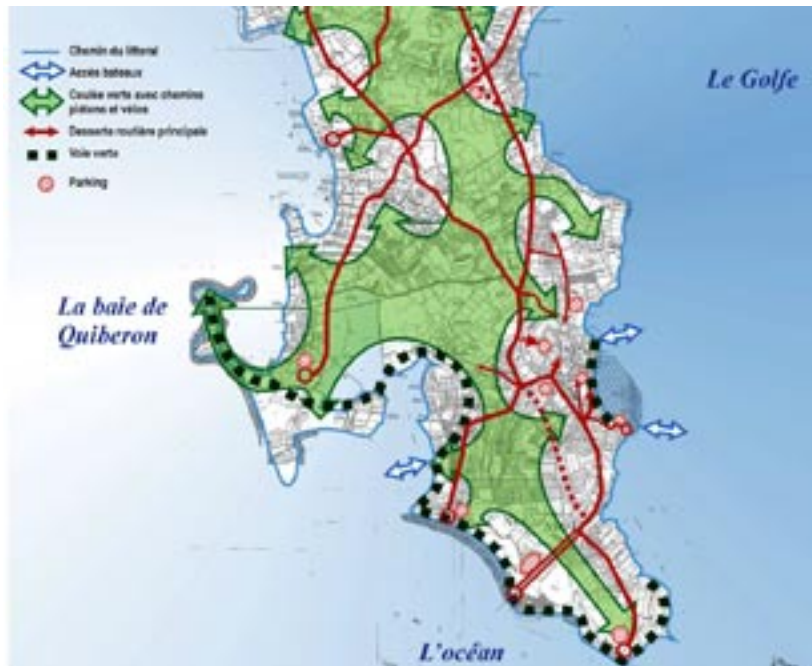 Chemin du littoral
Accès bateaux
Coulée verte avec chemins
piétons et vélos
Desserte routière principale
Voie verte
Parking
Le Golfe
La baie de
Quiberon
L'océan